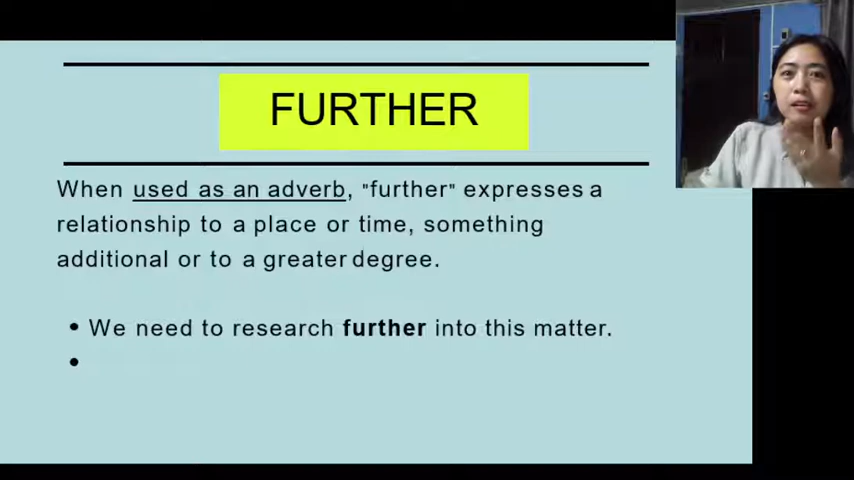 FURTHER
When used as an adverb, "further" expresses a
relationship to a place or time, something
additional or to a greater degree.
• We need to research further into this matter.
•